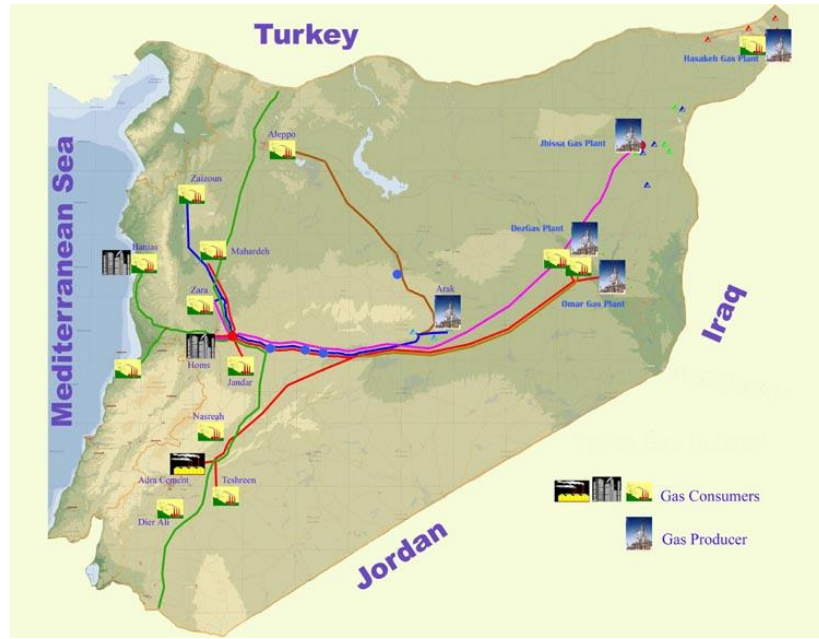 Turkey
Hasakeh Gas Plant
Aleppo
Jbissa Gas Plant
Mediterranean Sea
Zaizoun
DezGas Plant
Banias
Mahardeh
Arak
Zara
Omar Gas Plant
Iraq
Homs
Jandar
Nasreah
Adra Cement
Teshreen
Dier Ali
Jordan
Gas Consumers
Gas Producer